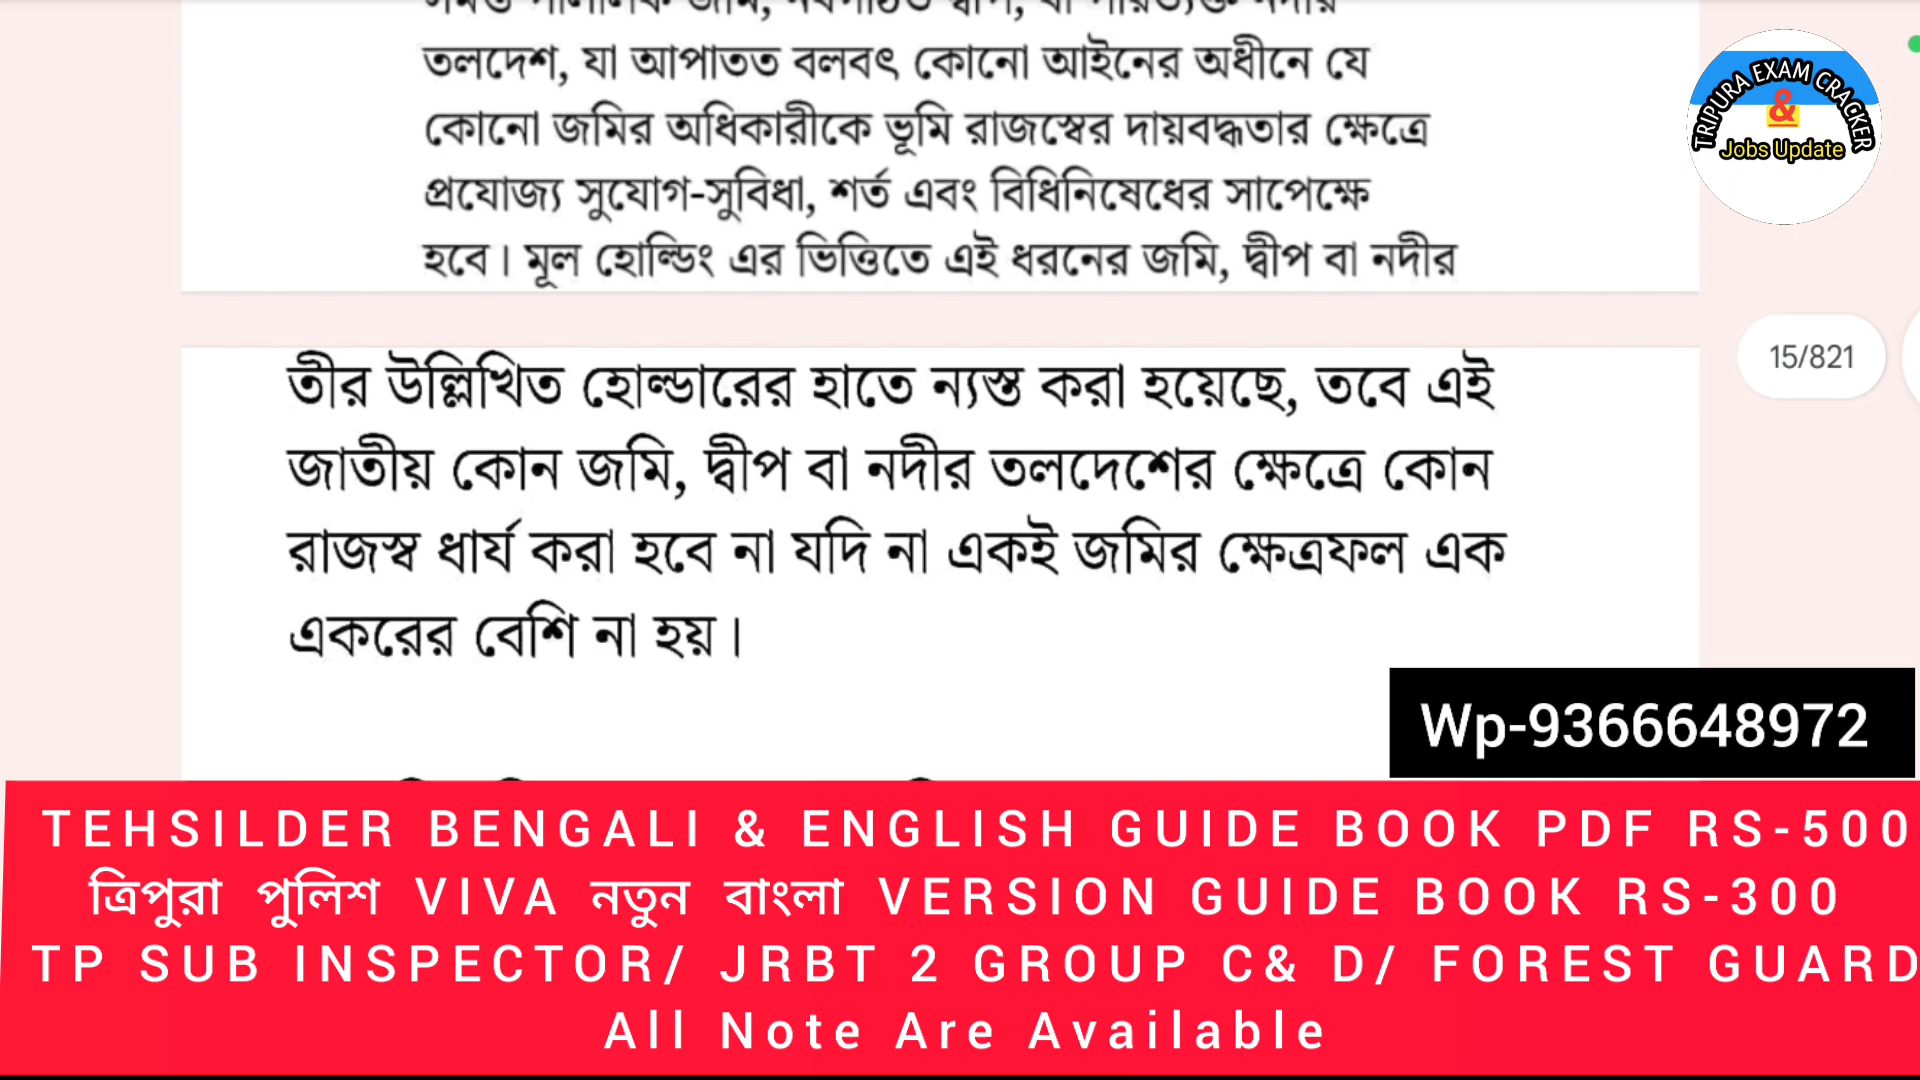 তলদেশ, যা আপাতত বলবৎ কোনো আইনের অধীনে যে
কোনো জমির অধিকারীকে ভূমি রাজস্বের দায়বদ্ধতার ক্ষেত্রে
প্রযোজ্য সুযোগ-সুবিধা, শর্ত এবং বিধিনিষেধের সাপেক্ষে
হবে। মূল হোল্ডিং এর ভিত্তিতে এই ধরনের জমি, দ্বীপ বা নদীর
তীর উল্লিখিত হোল্ডারের হাতে ন্যস্ত করা হয়েছে, তবে এই
জাতীয় কোন জমি, দ্বীপ বা নদীর তলদেশের ক্ষেত্রে কোন
রাজস্ব ধার্য করা হবে না যদি না একই জমির ক্ষেত্রফল এক
একরের বেশি না হয়।
TRIPURA EXAM CRACKER
&
Jobs Update
15/821
Wp-9366648972
TEHSILDER BENGALI & ENGLISH GUIDE BOOK PDF RS-500
ত্রিপুরা পুলিশ VIVA নতুন বাংলা VERSION GUIDE BOOK RS-300
TP SUB INSPECTOR/ JRBT 2 GROUP C& D/ FOREST GUARD
All Note Are Available